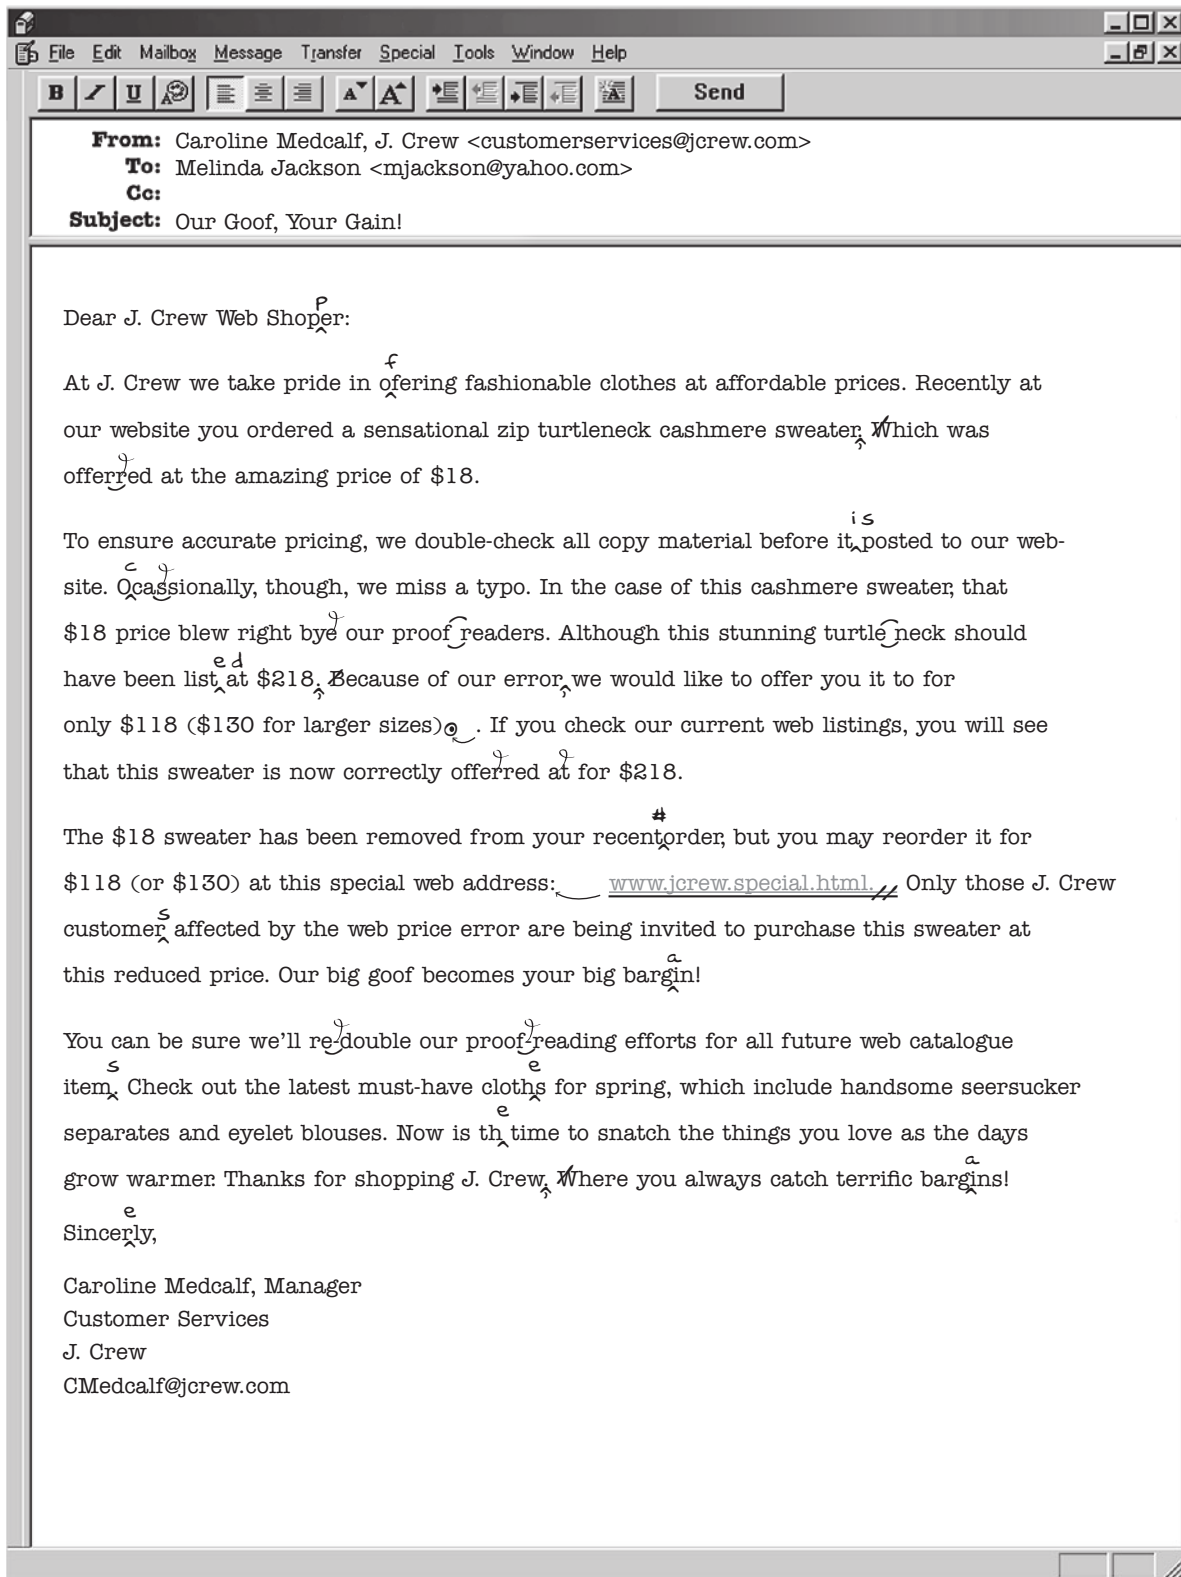 File Edit Mailbox Message Transfer Special Tools Window Help
B I U A A A A Send
From: Caroline Medcalf, J. Crew <customerservices@jcrew.com>
To: Melinda Jackson <mjackson@yahoo.com>
Cc:
Subject: Our Goof, Your Gain!
p
Dear J. Crew Web Shoper:
f
At J. Crew we take pride in ofering fashionable clothes at affordable prices. Recently at
our website you ordered a sensational zip turtleneck cashmere sweater. Which was
offerred at the amazing price of $18.
is
To ensure accurate pricing, we double-check all copy material before it posted to our web-
c
site. Ocassionally, though, we miss a typo. In the case of this cashmere sweater, that
$18 price blew right bye our proof readers. Although this stunning turtle neck should
ed
have been list at $218. Because of our error, we would like to offer you it to for
only $118 ($130 for larger sizes). . If you check our current web listings, you will see
that this sweater is now correctly offerred at for $218.
#
The $18 sweater has been removed from your recentorder, but you may reorder it for
$118 (or $130) at this special web address: www.jcrew.special.html. Only those J. Crew
s
customer affected by the web price error are being invited to purchase this sweater at
a
this reduced price. Our big goof becomes your big bargin!
You can be sure we'll re-double our proof-reading efforts for all future web catalogue
s e
item. Check out the latest must-have cloths for spring, which include handsome seersucker
e
separates and eyelet blouses. Now is th time to snatch the things you love as the days
a
grow warmer. Thanks for shopping J. Crew. Where you always catch terrific bargins!
e
Sincerly,
Caroline Medcalf, Manager
Customer Services
J. Crew
CMedcalf@jcrew.com